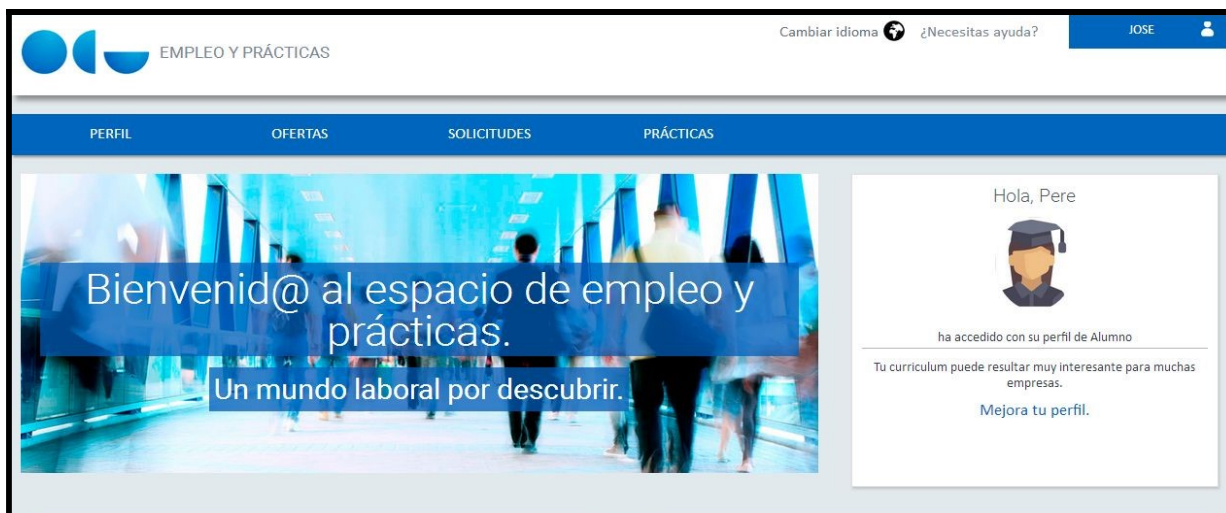 EMPLEO Y PRÁCTICAS
Cambiar idioma
¿Necesitas ayuda?
JOSE
PERFIL
OFERTAS
SOLICITUDES
PRÁCTICAS
Bienvenid@ al espacio de empleo y
prácticas.
Un mundo laboral por descubrir.
Hola, Pere
ha accedido con su perfil de Alumno
Tu curriculum puede resultar muy interesante para muchas
empresas.
Mejora tu perfil.